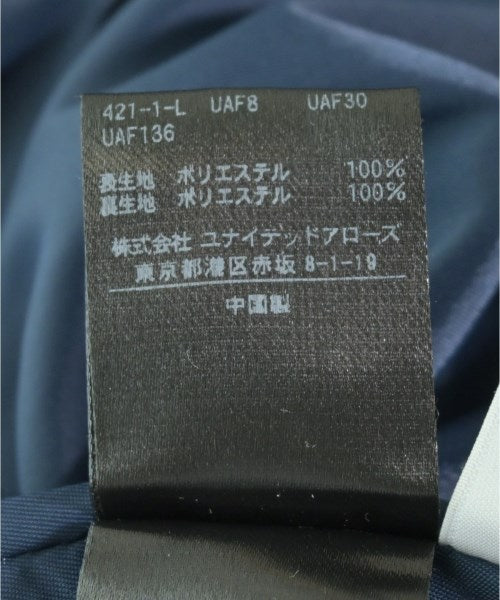 421-1-L UAF8 UAF30
UAF136
表生地 ポリエステル 100%
裏生地 ポリエステル 100%
株式会社 ユナイテッドアローズ
東京都港区赤坂 8-1-19
中国製